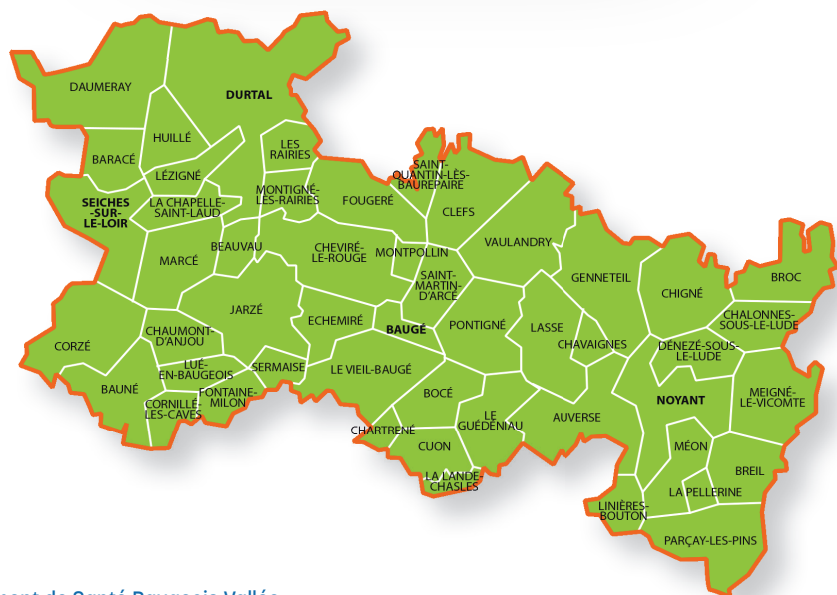 DAUMERAY
DURTAL
HUILLÉ
LES
RAIRIES
BARACÉ
LÉZIGNÉ
SAINT-
QUANTIN-LÈS-
BAUREPAIRE
MONTIGNÉ-
LES-RAIRIES
FOUGERÉ
SEICHES
-SUR-
LE-LOIR
LA CHAPELLE-
SAINT-LAUD
CLEFS
VAULANDRY
BEAUVAU
CHEVIRÉ-
LE-ROUGE
MONTPOLLIN
MARCÉ
SAINT-
MARTIN-
D'ARCÉ
GENNETEIL
CHIGNÉ
BROC
JARZÉ
ECHEMIRÉ
BAUGÉ
PONTIGNÉ
LASSE
CHALONNES-
SOUS-LE-LUDE
CHAUMONT-
D'ANJOU
CORZÉ
CHAVAIGNES
DÉNEZÉ-SOUS-
LE-LUDE
LUÉ-
EN-BAUGEOIS
SERMAISE
LE VIEIL-BAUGÉ
BAUNÉ
FONTAINE-
MILON
BOCÉ
NOYANT
MEIGNÉ-
LE-VICOMTE
CORNILLÉ-
LES-CAVES
LE
GUÉDÉNIAU
AUVERSE
CHARTRENÉ
CUON
MÉON
BREIL
LA LANDE-
CHASLES
LA PELLERINE
LINIÈRES-
BOUTON
PARÇAY-LES-PINS